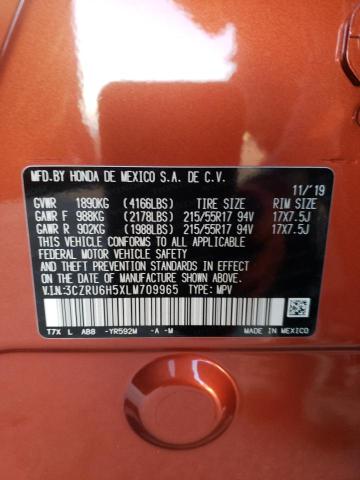 MFD.BY HONDA DE MEXICO S.A. DE C.V.
11/'19
GVWR 1890KG (4166LBS) TIRE SIZE RIM SIZE
GAWR F 988KG (2178LBS) 215/55R17 94V 17X7.5J
GAWR R 902KG (1988LBS) 215/55R17 94V 17X7.5J
THIS VEHICLE CONFORMS TO ALL APPLICABLE
FEDERAL MOTOR VEHICLE SAFETY, BUMPER, AND
THEFT PREVENTION STANDARDS IN EFFECT ON
THE DATE OF MANUFACTURE SHOWN ABOVE.
V.I.N.:3CZRU6H5XLM709965 TYPE: MPV
T7X L AB8 -YR592M -A -M MADE IN MEXICO